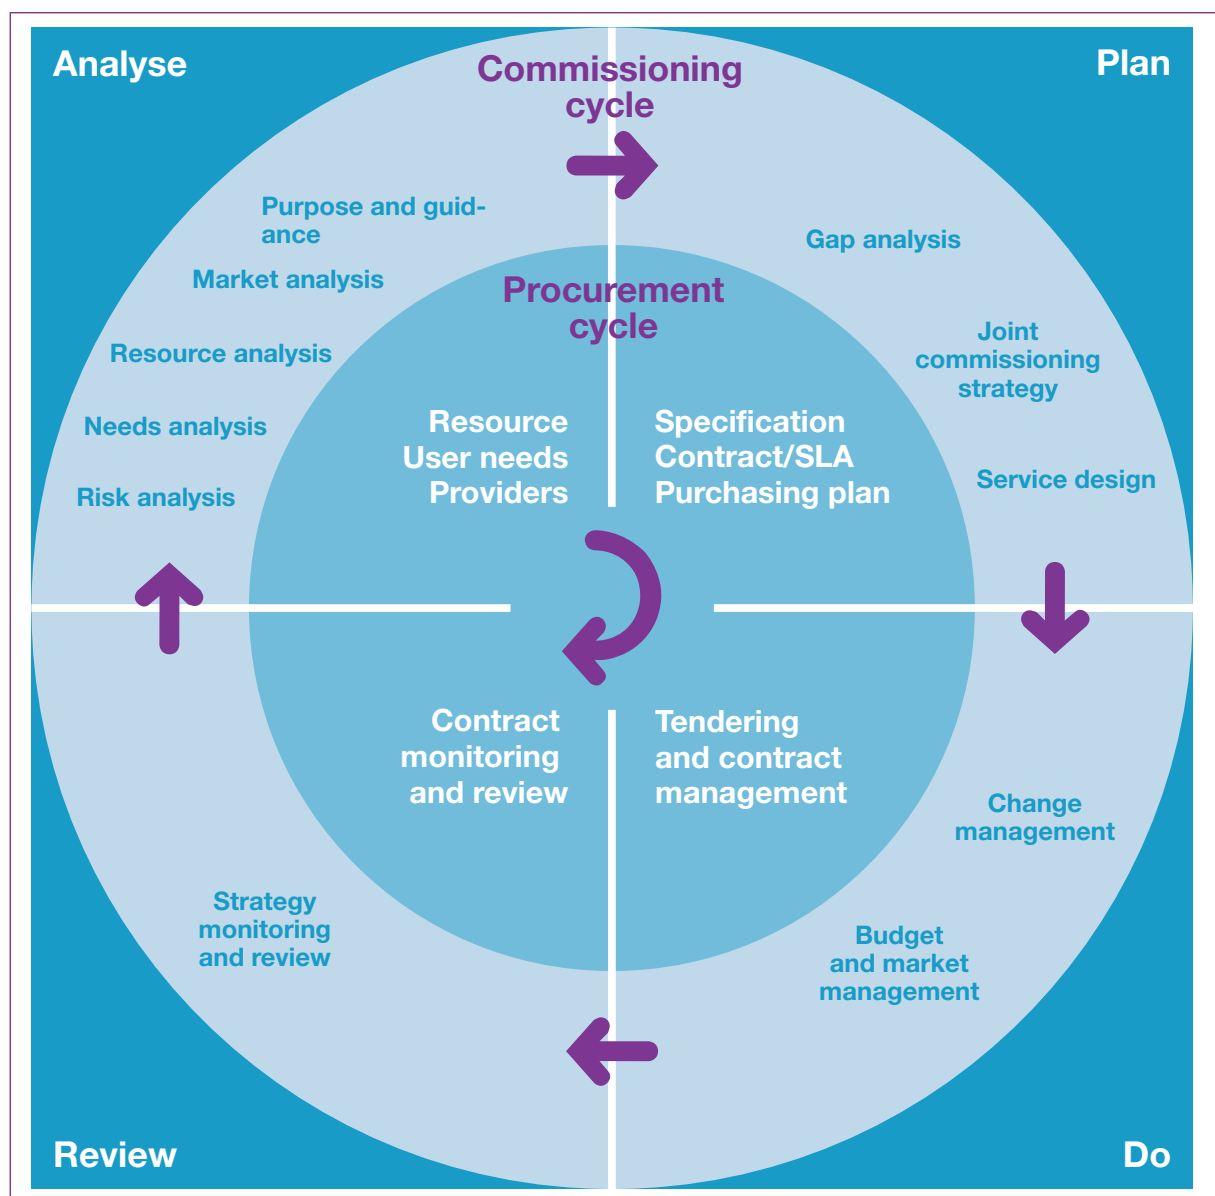 Analyse
Plan
Commissioning
cycle
Purpose and guid-
ance
Market analysis
Resource analysis
Needs analysis
Risk analysis
Gap analysis
Joint
commissioning
strategy
Service design
Procurement
cycle
Resource
User needs
Providers
Specification
Contract/SLA
Purchasing plan
Contract
monitoring
and review
Tendering
and contract
management
Change
management
Budget
and market
management
Strategy
monitoring
and review
Review
Do